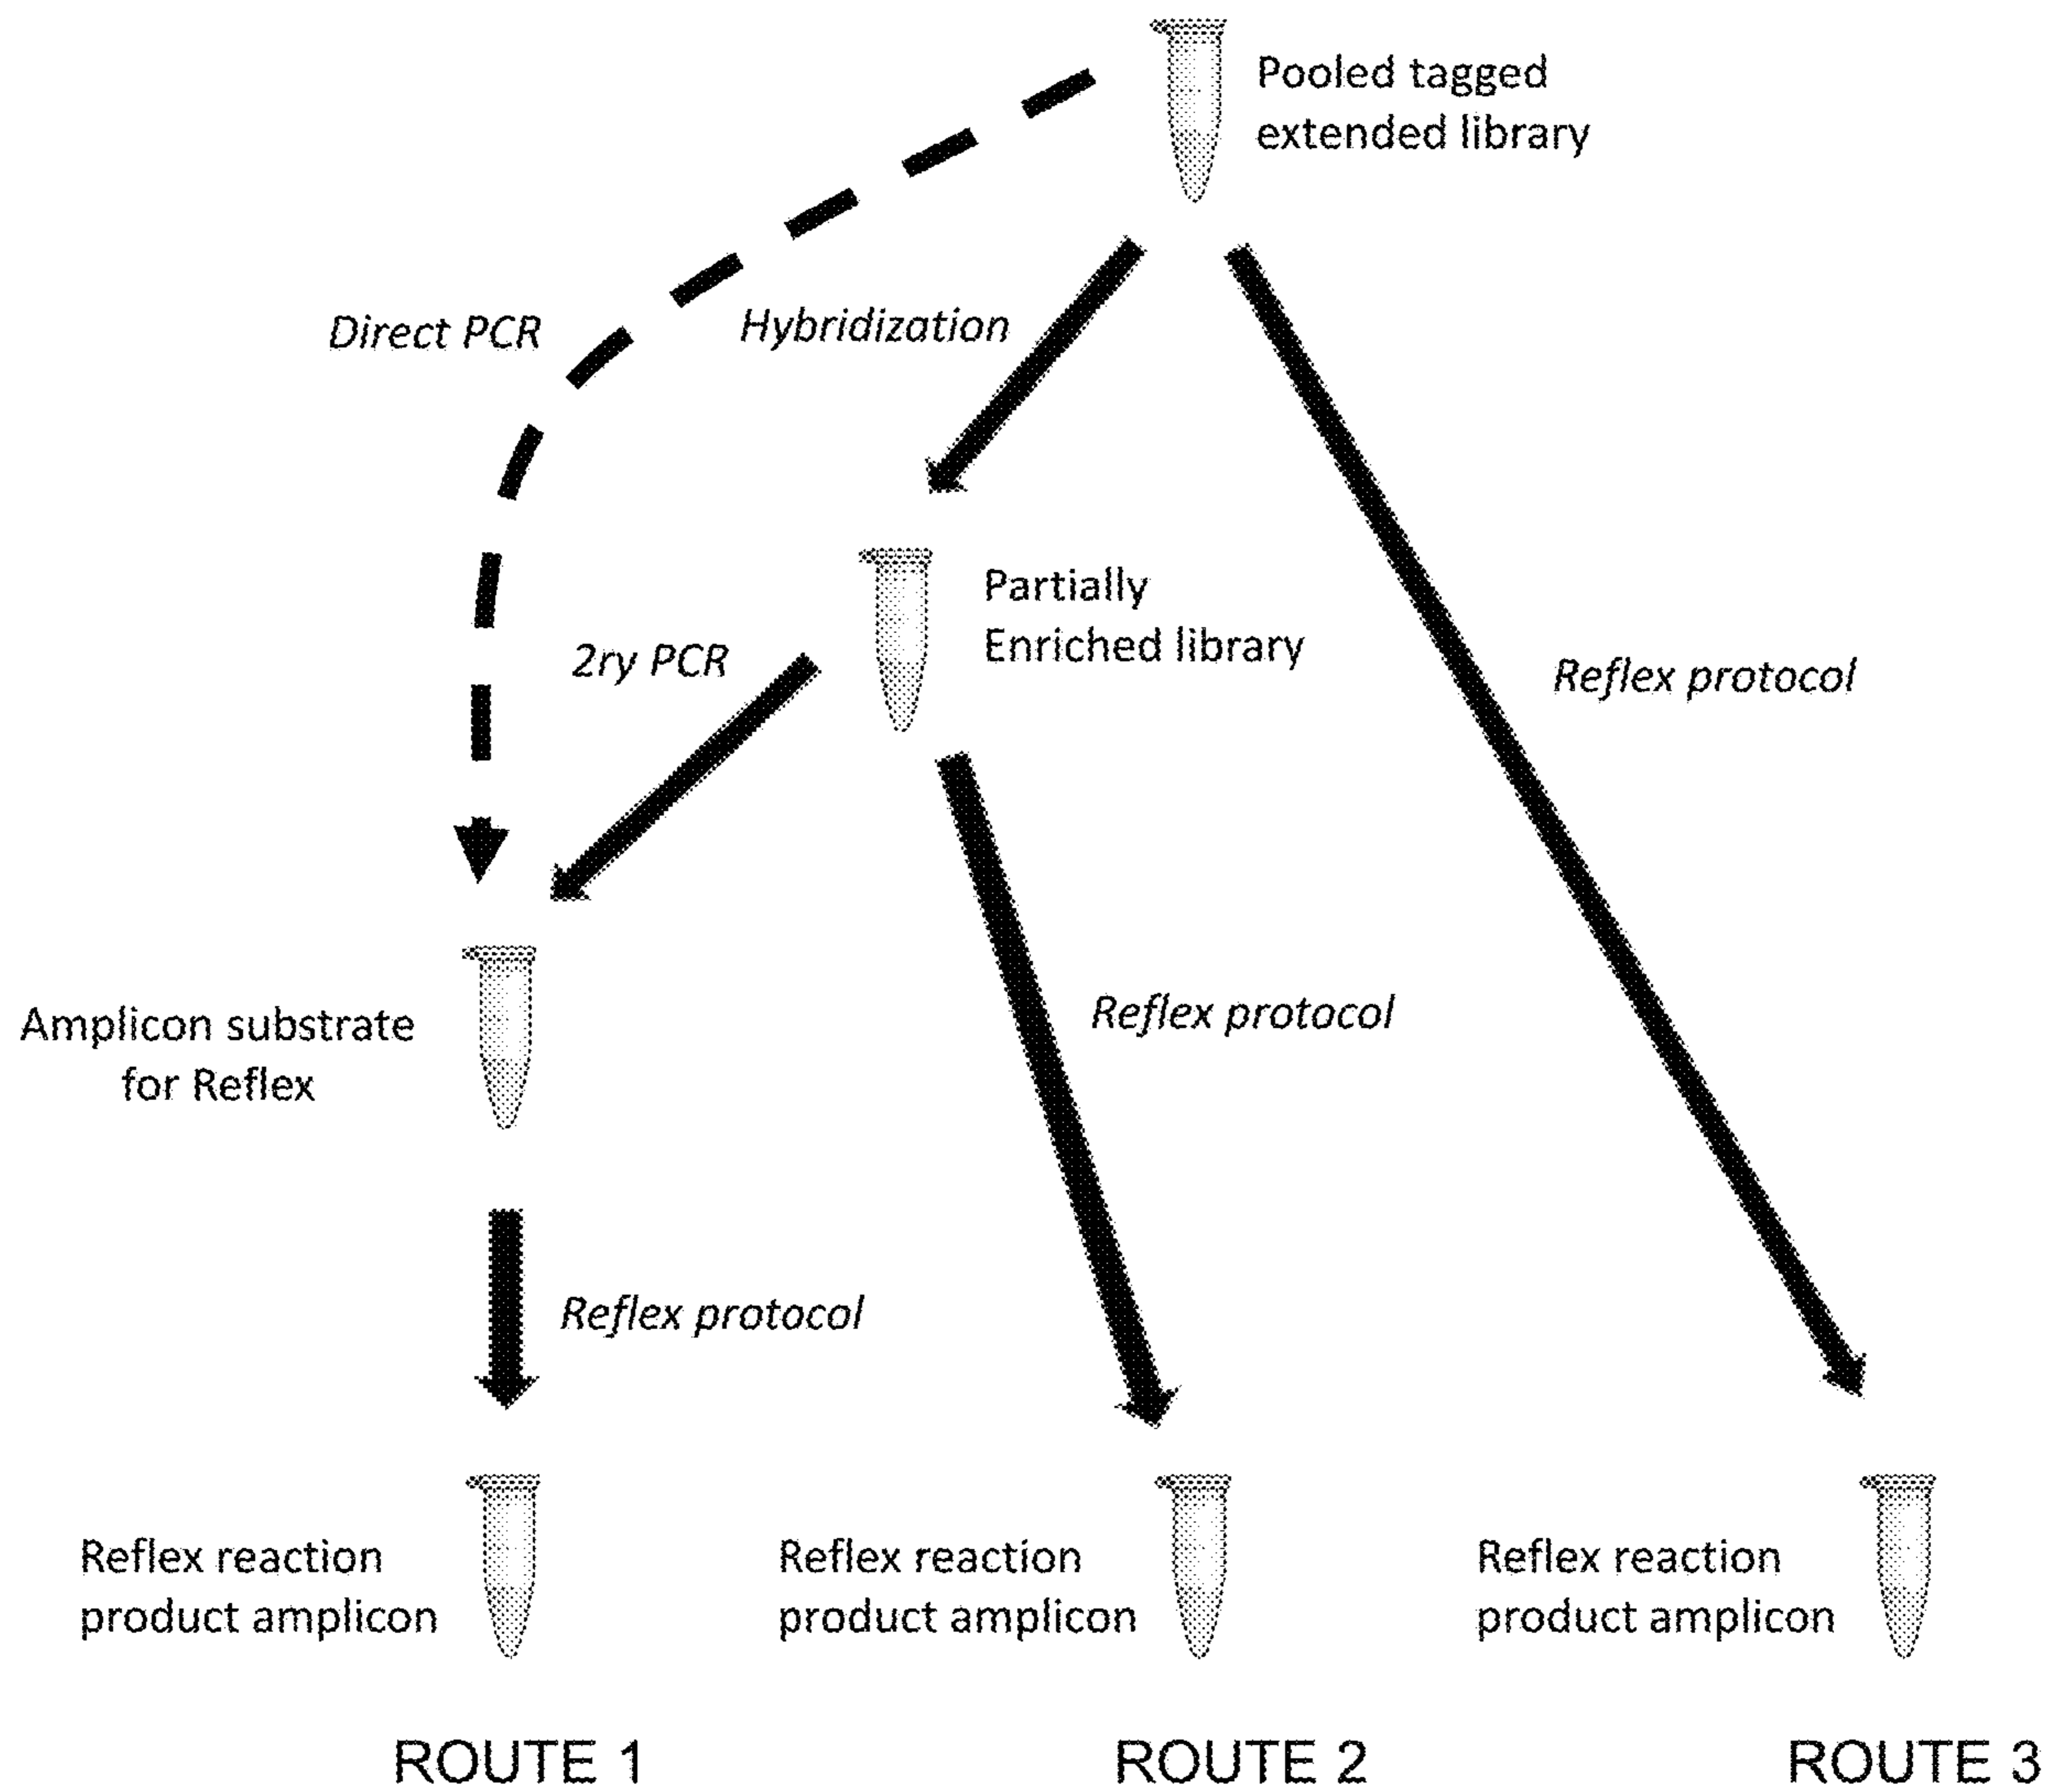 Pooled tagged
extended library
Direct PCR
Hybridization
Partially
Enriched library
2ry PCR
Reflex protocol
Amplicon substrate
for Reflex
Reflex protocol
Reflex protocol
Reflex reaction
product amplicon
Reflex reaction
product amplicon
Reflex reaction
product amplicon
ROUTE 1
ROUTE 2
ROUTE 3